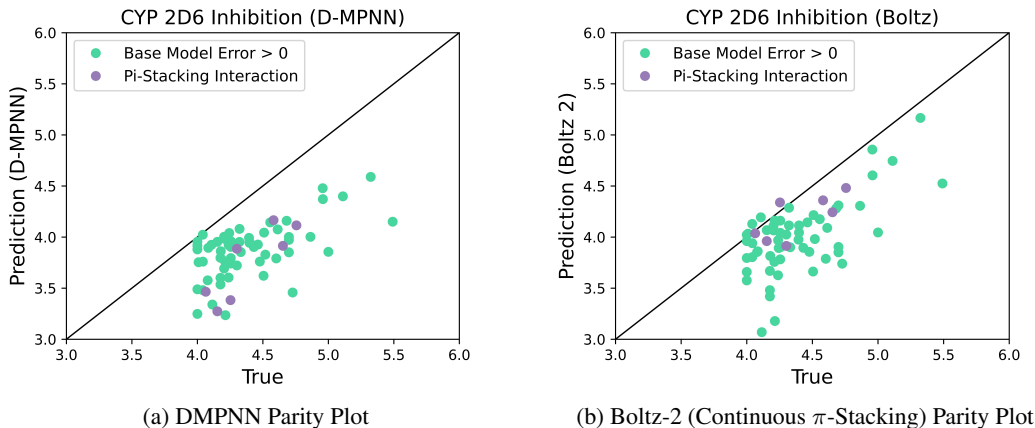 CYP 2D6 Inhibition (D-MPNN)
Prediction (D-MPNN)
6.0
5.5
5.0
4.5
4.0
3.5
3.0
Base Model Error > 0
Pi-Stacking Interaction
3.0 3.5 4.0 4.5 5.0 5.5 6.0
True
(a) DMPNN Parity Plot
CYP 2D6 Inhibition (Boltz)
Prediction (Boltz 2)
6.0
5.5
5.0
4.5
4.0
3.5
3.0
Base Model Error > 0
Pi-Stacking Interaction
3.0 3.5 4.0 4.5 5.0 5.5 6.0
True
(b) Boltz-2 (Continuous π-Stacking) Parity Plot